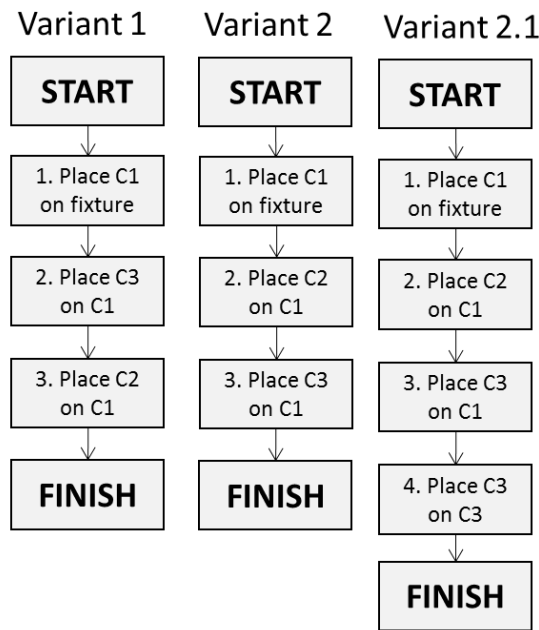 Variant 1
START
1. Place C1
on fixture
2. Place C3
on C1
3. Place C2
on C1
FINISH
Variant 2
START
1. Place C1
on fixture
2. Place C2
on C1
3. Place C3
on C1
FINISH
Variant 2.1
START
1. Place C1
on fixture
2. Place C2
on C1
3. Place C3
on C1
4. Place C3
on C3
FINISH